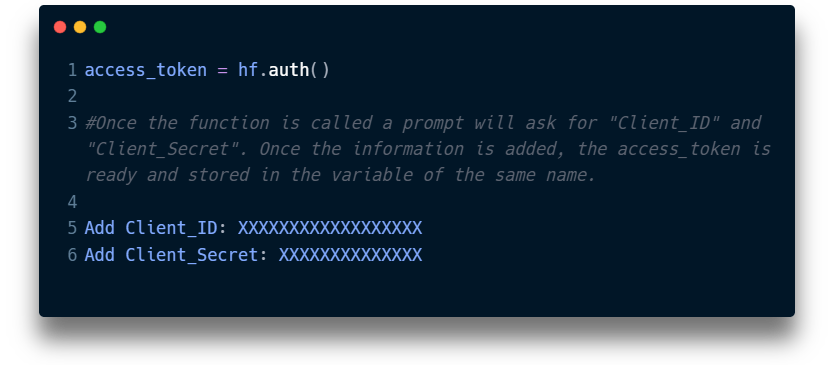 1 access_token = hf.auth()
2
3 #Once the function is called a prompt will ask for "Client_ID" and
"Client_Secret". Once the information is added, the access_token is
ready and stored in the variable of the same name.
4
5 Add Client_ID: XXXXXXXXXXXXXXXXXX
6 Add Client_Secret: XXXXXXXXXXXXXX